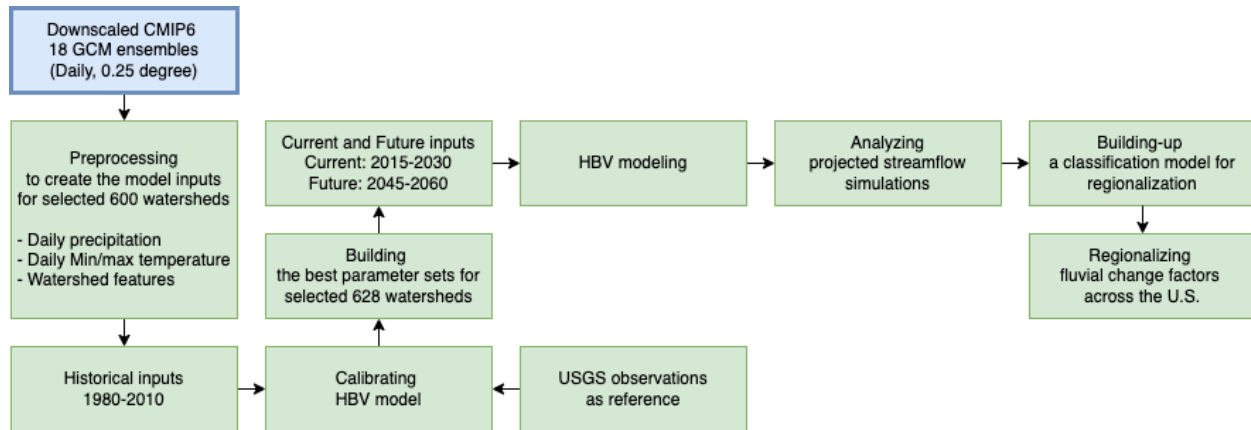 Downscaled CMIP6
18 GCM ensembles
(Daily, 0.25 degree)
Preprocessing
to create the model inputs
for selected 600 watersheds
- Daily precipitation
- Daily Min/max temperature
- Watershed features
Historical inputs
1980-2010
Calibrating
HBV model
USGS observations
as reference
Building
the best parameter sets for
selected 628 watersheds
Current and Future inputs
Current: 2015-2030
Future: 2045-2060
HBV modeling
Analyzing
projected streamflow
simulations
Building-up
a classification model for
regionalization
Regionalizing
fluvial change factors
across the U.S.